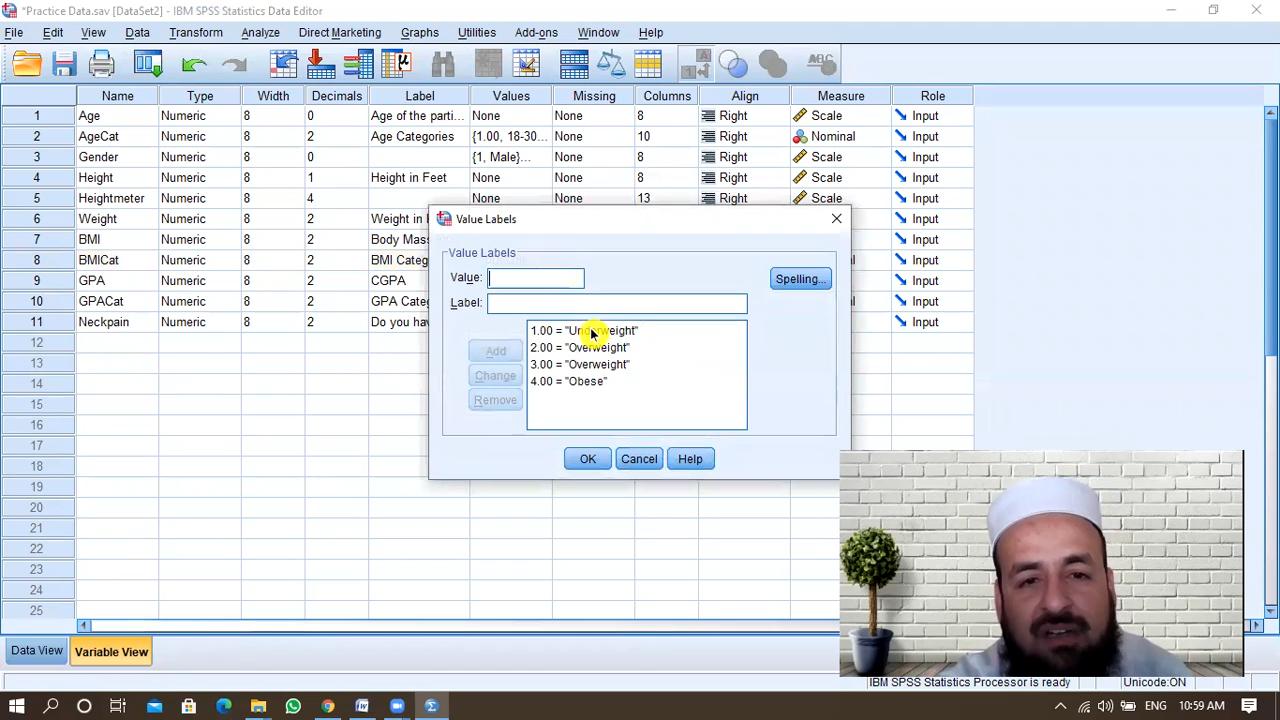 *Practice Data.sav [DataSet2] - IBM SPSS Statistics Data Editor
File Edit View Data Transform Analyze Direct Marketing Graphs Utilities Add-ons Window Help
Name Type Width Decimals Label Values Missing Columns Align Measure Role
1 Age Numeric 8 0 Age of the parti... None None 8 Right Scale Input
2 AgeCat Numeric 8 2 Age Categories {1.00, 18-30... None 10 Right Nominal Input
3 Gender Numeric 8 0 {1, Male}... None 8 Right Scale Input
4 Height Numeric 8 1 Height in Feet None None 8 Right Scale Input
5 Heightmeter Numeric 8 4 None None 13 Right Scale Input
6 Weight Numeric 8 2 Weight in Input
7 BMI Numeric 8 2 Body Mass Input
8 BMICat Numeric 8 2 BMI Categ Input
9 GPA Numeric 8 2 CGPA Input
10 GPACat Numeric 8 2 GPA Categ Input
11 Neckpain Numeric 8 2 Do you hav Input
12
13
14
15
16
17
18
19
20
21
22
23
24
25
Value Labels
Value Labels
Value:
Spelling...
Label:
1.00 = "Underweight"
2.00 = "Overweight"
3.00 = "Overweight"
4.00 = "Obese"
Add
Change
Remove
OK Cancel Help
Data View Variable View
IBM SPSS Statistics Processor is ready Unicode:ON
ENG 10:59 AM